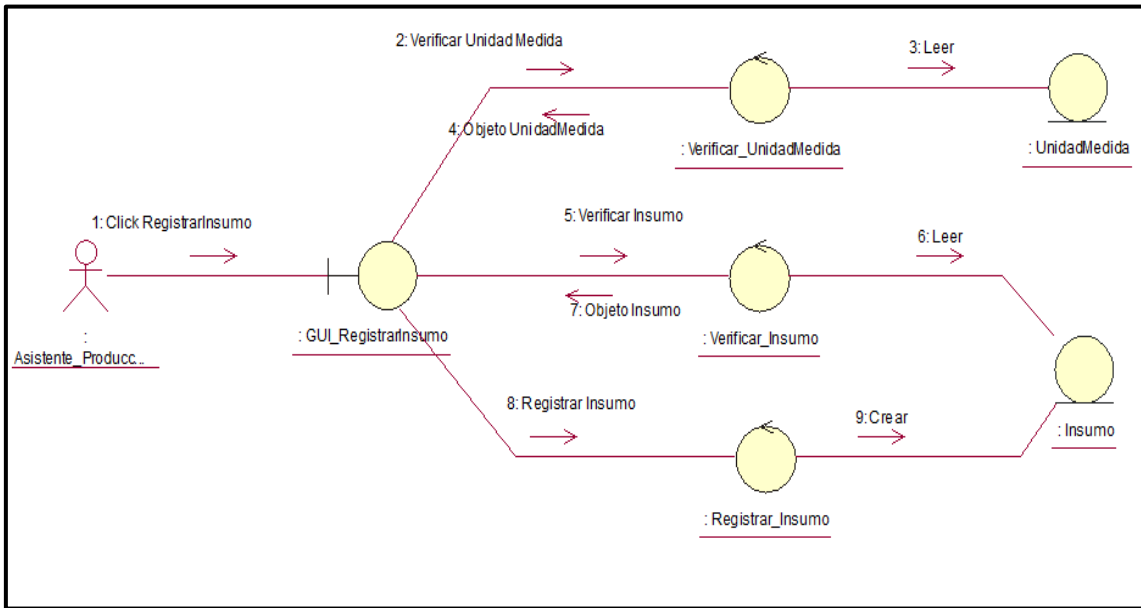 2: Verificar Unidad Medida
3: Leer
4: Objeto UnidadMedida
: Verificar_UnidadMedida
: UnidadMedida
1: Click RegistrarInsumo
5: Verificar Insumo
6: Leer
7: Objeto Insumo
: GUI_RegistrarInsumo
: Verificar_Insumo
:
Asistente_Producc...
8: Registrar Insumo
9: Crear
: Insumo
: Registrar_Insumo